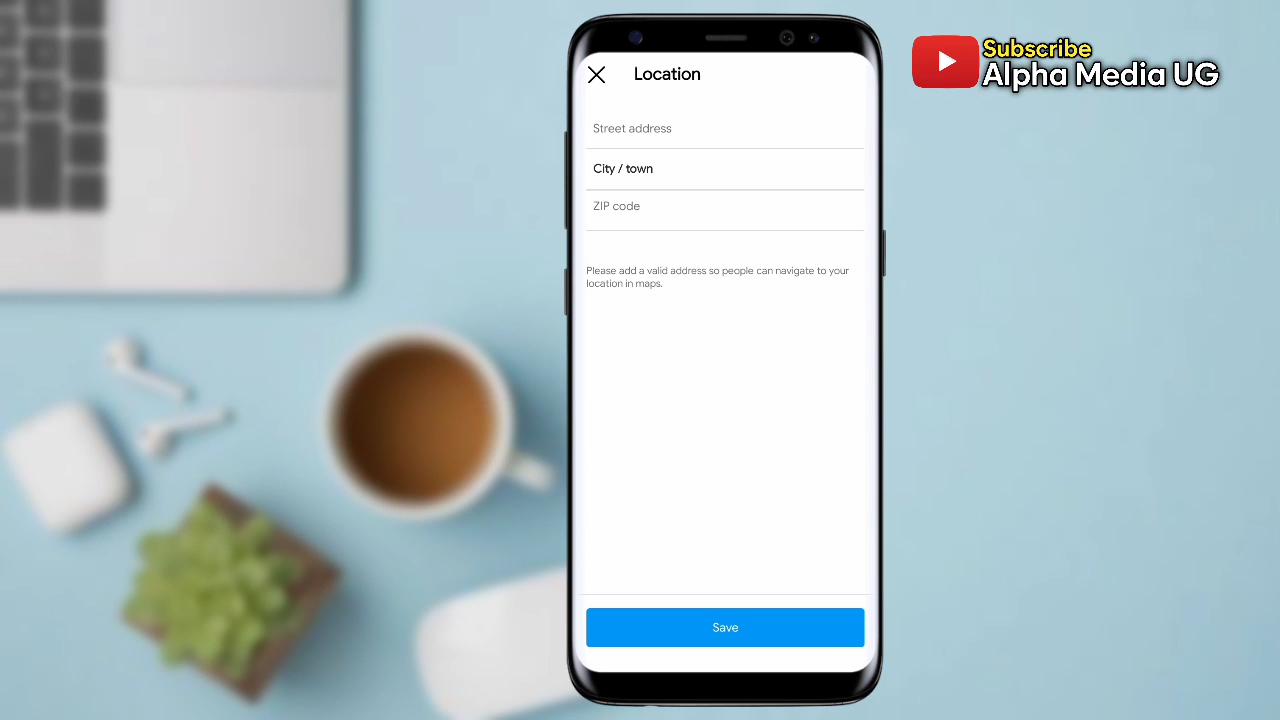 Subscribe
Alpha Media UG
Location
Street address
City / town
ZIP code
Please add a valid address so people can navigate to your
location in maps.
Save